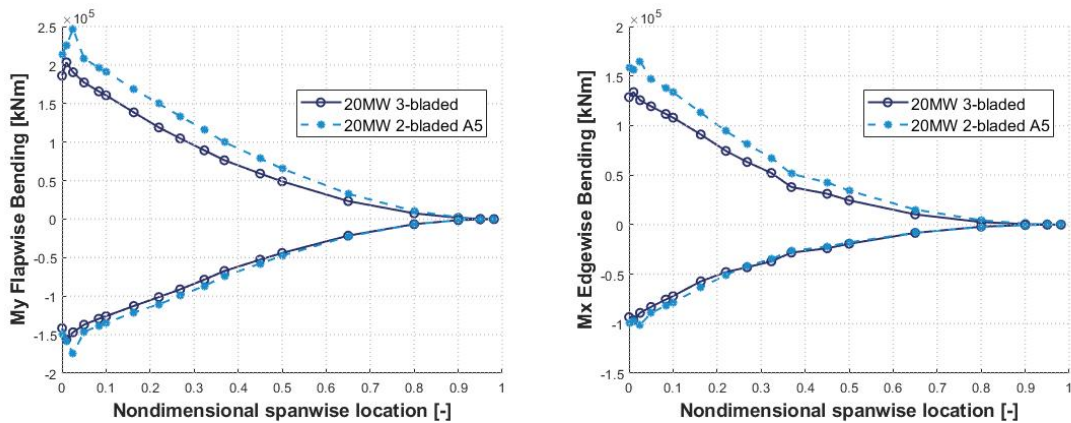 ×10⁵
2.5
2
1.5
1
0.5
0
-0.5
-1
-1.5
-2
My Flapwise Bending [kNm]
20MW 3-bladed
20MW 2-bladed A5
0 0.1 0.2 0.3 0.4 0.5 0.6 0.7 0.8 0.9 1
Nondimensional spanwise location [-]
×10⁵
2
1.5
1
0.5
0
-0.5
-1
-1.5
Mx Edgewise Bending [kNm]
20MW 3-bladed
20MW 2-bladed A5
0 0.1 0.2 0.3 0.4 0.5 0.6 0.7 0.8 0.9 1
Nondimensional spanwise location [-]